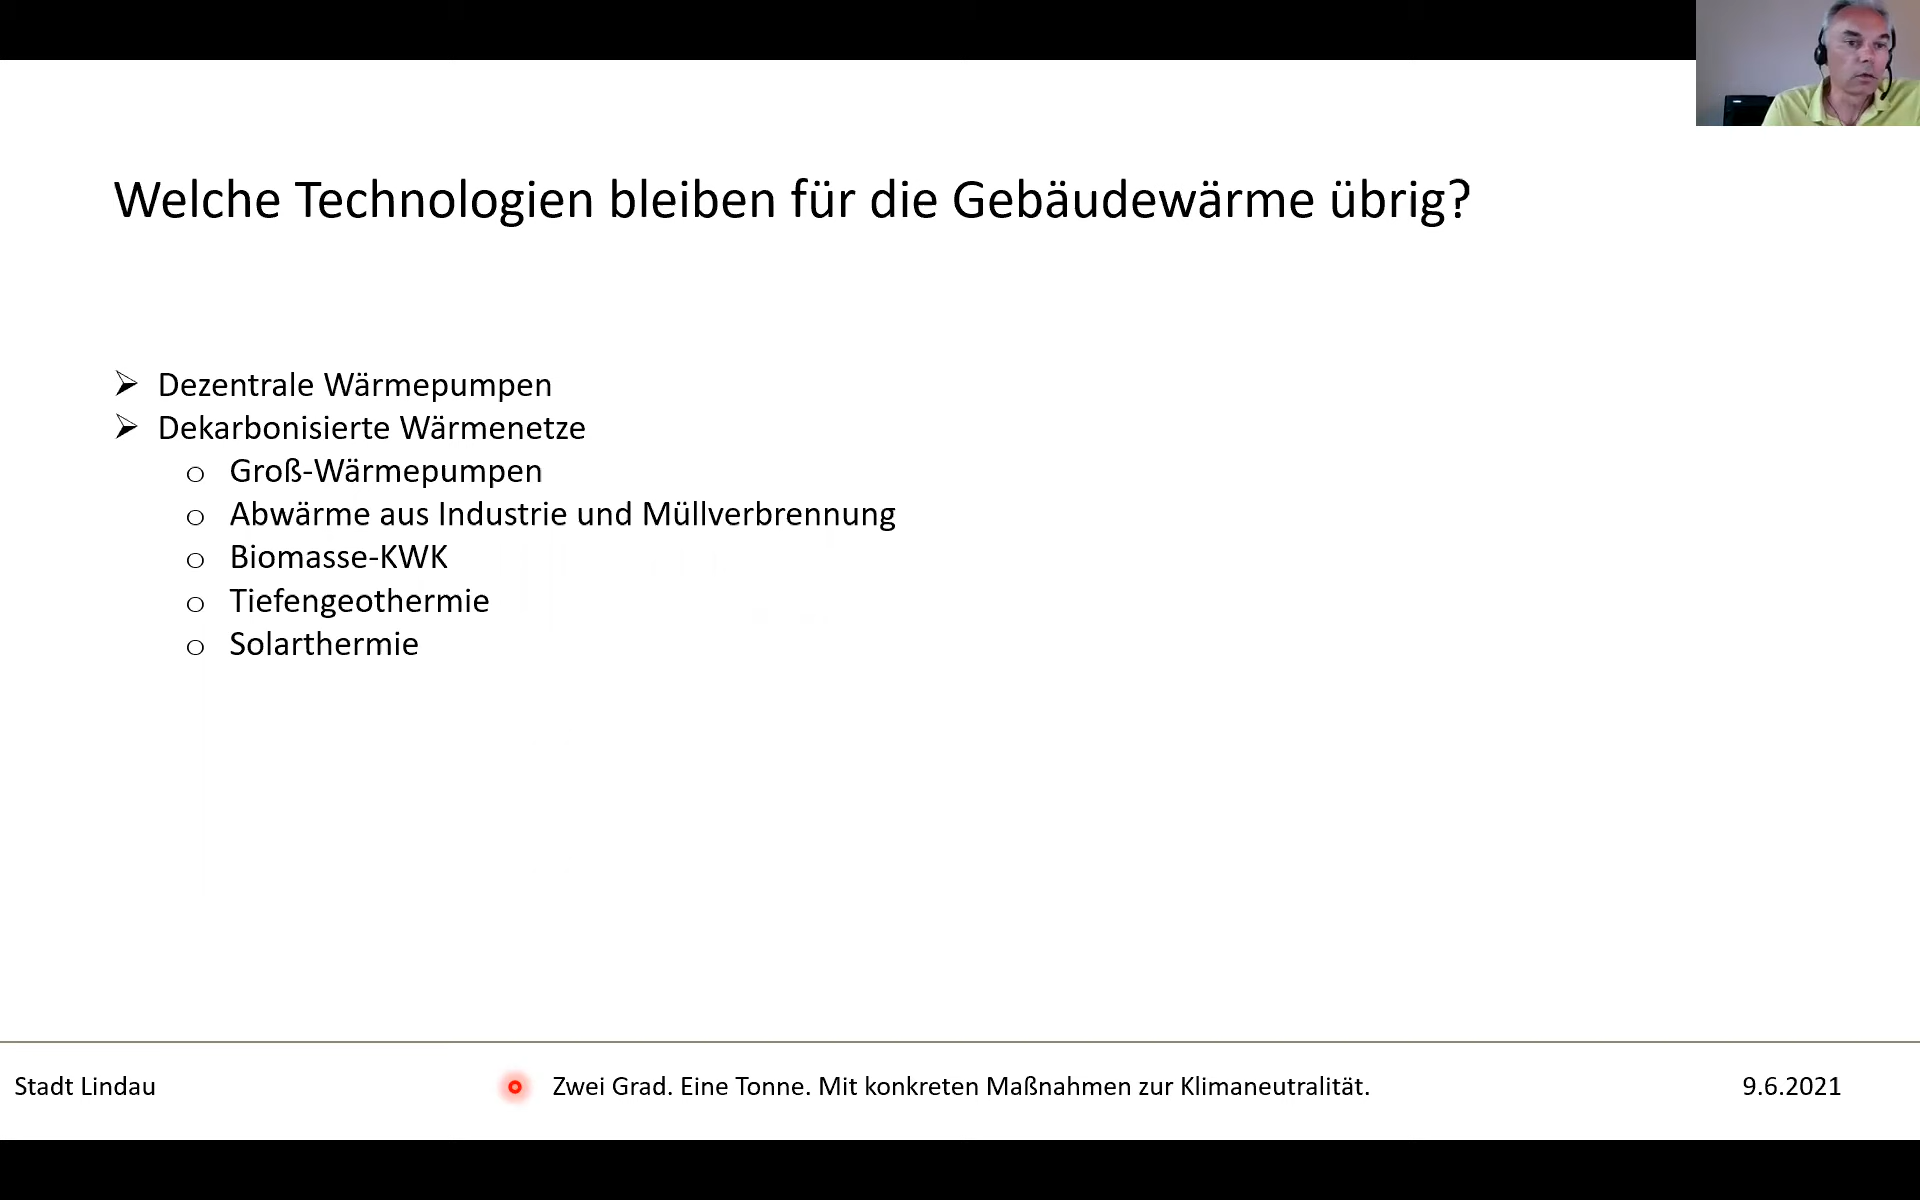 Welche Technologien bleiben für die Gebäudewärme übrig?
➢ Dezentrale Wärmepumpen
➢ Dekarbonisierte Wärmenetze
o Groß-Wärmepumpen
o Abwärme aus Industrie und Müllverbrennung
o Biomasse-KWK
o Tiefengeothermie
o Solarthermie
Stadt Lindau
Zwei Grad. Eine Tonne. Mit konkreten Maßnahmen zur Klimaneutralität.
9.6.2021